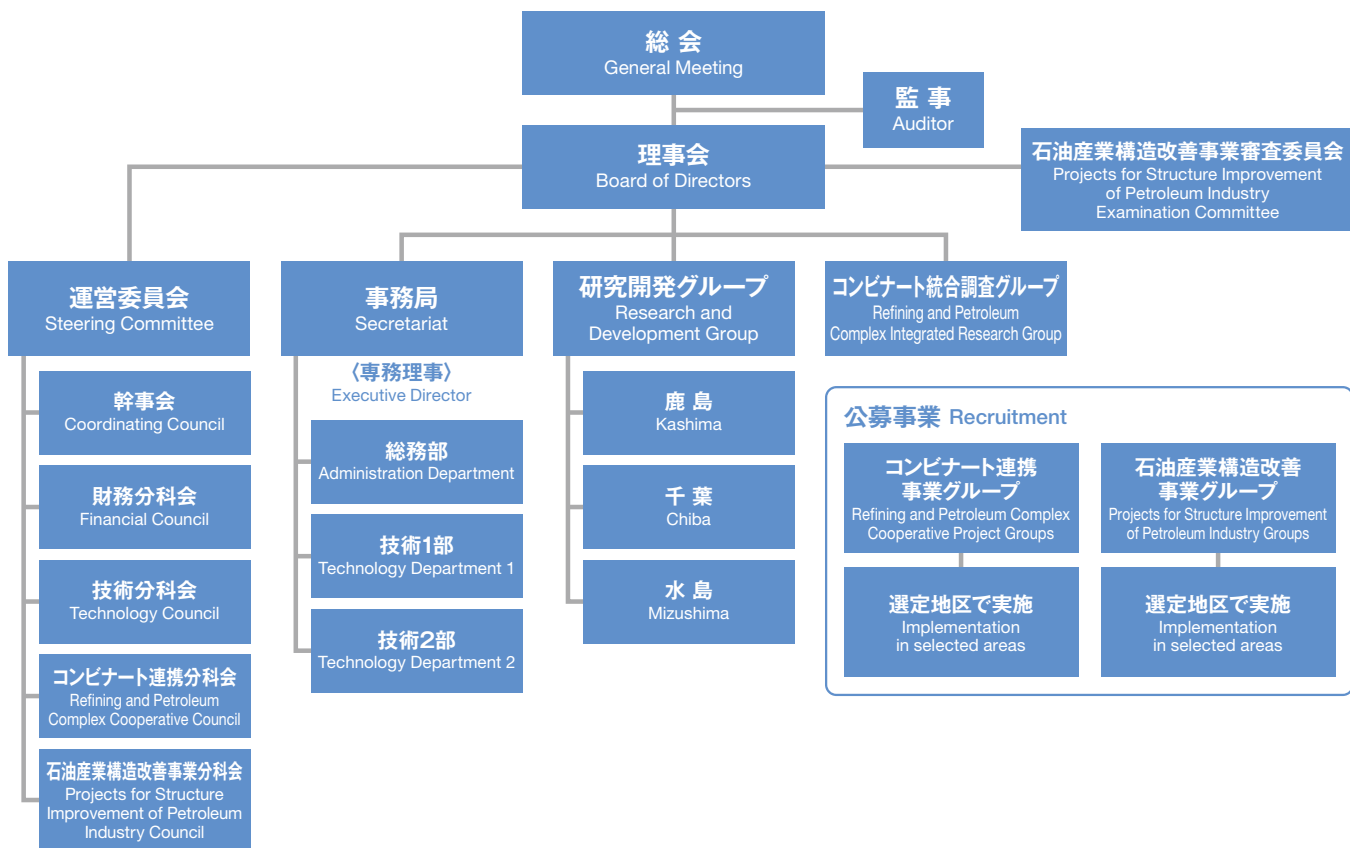 総 会
General Meeting
監 事
Auditor
理事会
Board of Directors
石油産業構造改善事業審査委員会
Projects for Structure Improvement
of Petroleum Industry
Examination Committee
運営委員会
Steering Committee
幹事会
Coordinating Council
財務分科会
Financial Council
技術分科会
Technology Council
コンビナート連携分科会
Refining and Petroleum
Complex Cooperative Council
石油産業構造改善事業分科会
Projects for Structure
Improvement of Petroleum
Industry Council
事務局
Secretariat
〈専務理事〉
Executive Director
総務部
Administration Department
技術1部
Technology Department 1
技術2部
Technology Department 2
研究開発グループ
Research and
Development Group
鹿 島
Kashima
千 葉
Chiba
水 島
Mizushima
コンビナート統合調査グループ
Refining and Petroleum
Complex Integrated Research Group
公募事業 Recruitment
コンビナート連携
事業グループ
Refining and Petroleum Complex
Cooperative Project Groups
選定地区で実施
Implementation
in selected areas
石油産業構造改善
事業グループ
Projects for Structure Improvement
of Petroleum Industry Groups
選定地区で実施
Implementation
in selected areas